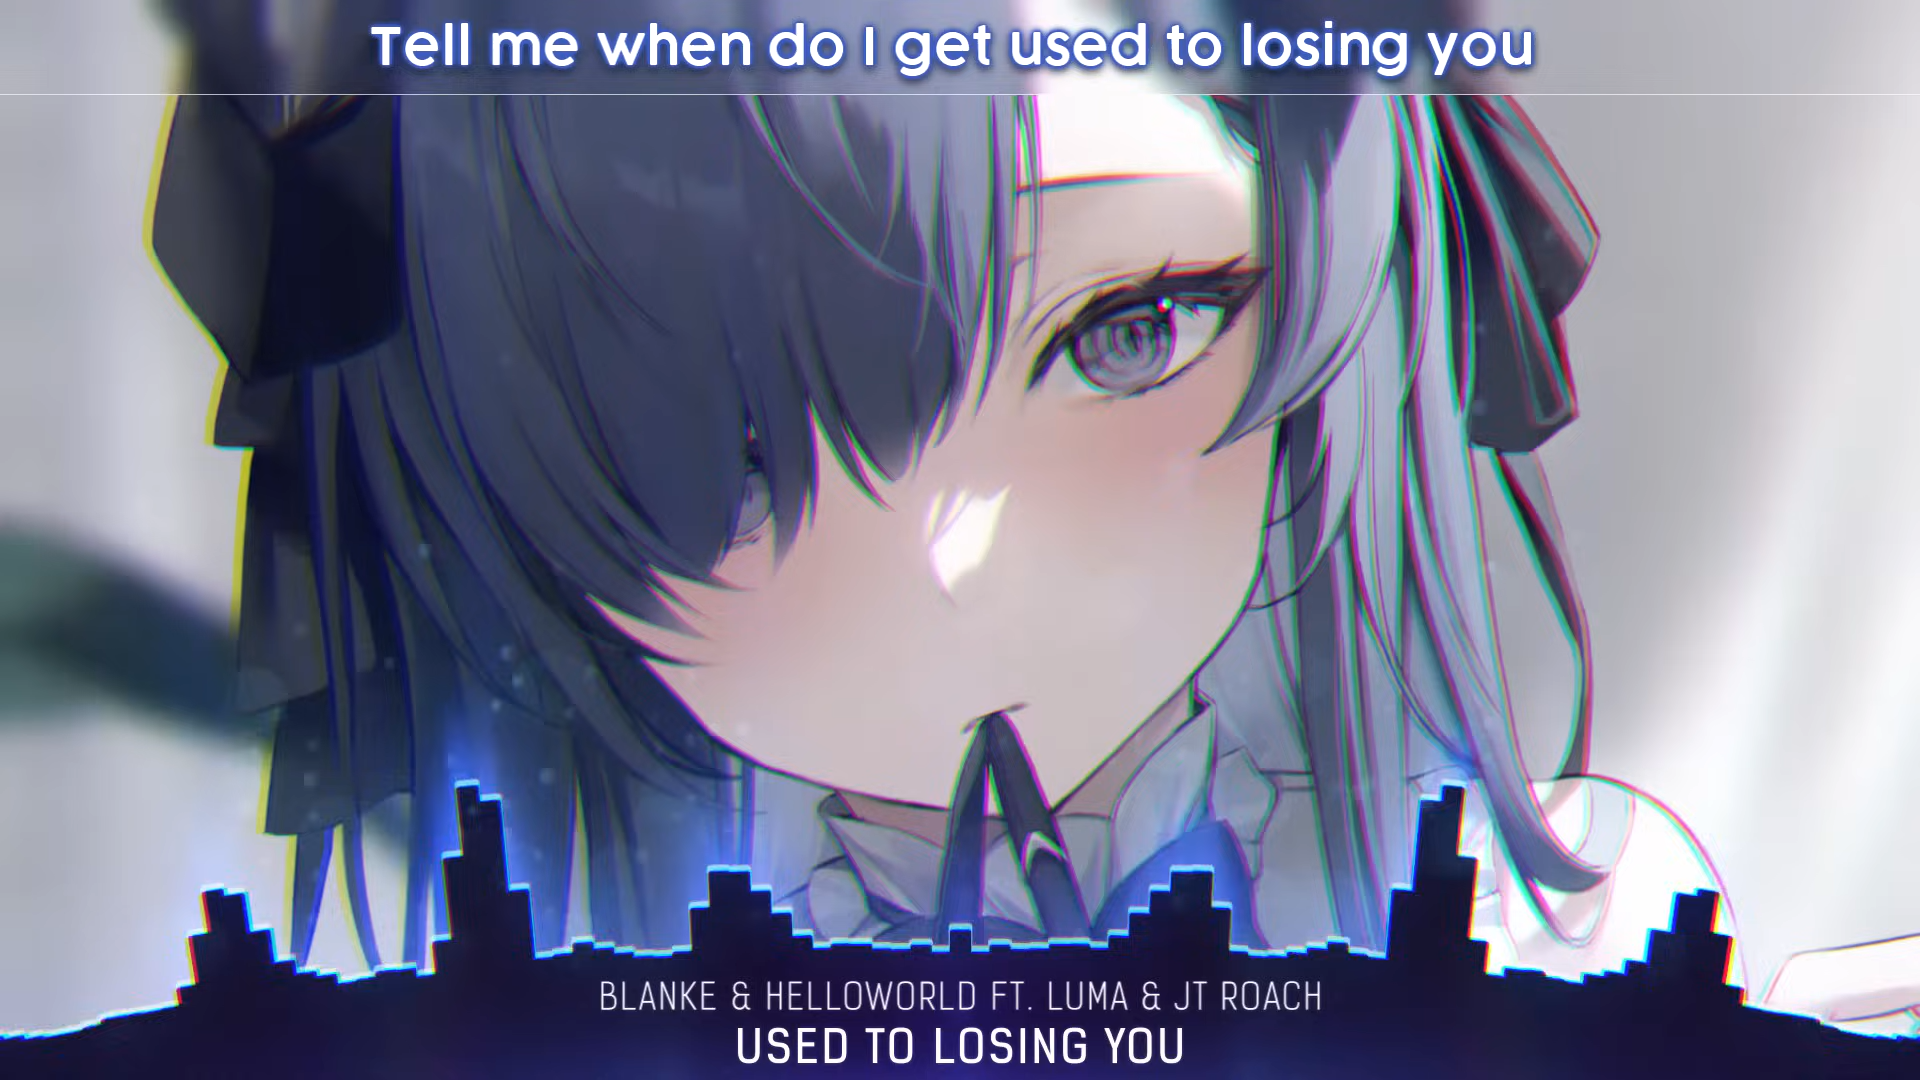 Tell me when do I get used to losing you
BLANKE & HELLOWORLD FT. LUMA & JT ROACH
USED TO LOSING YOU